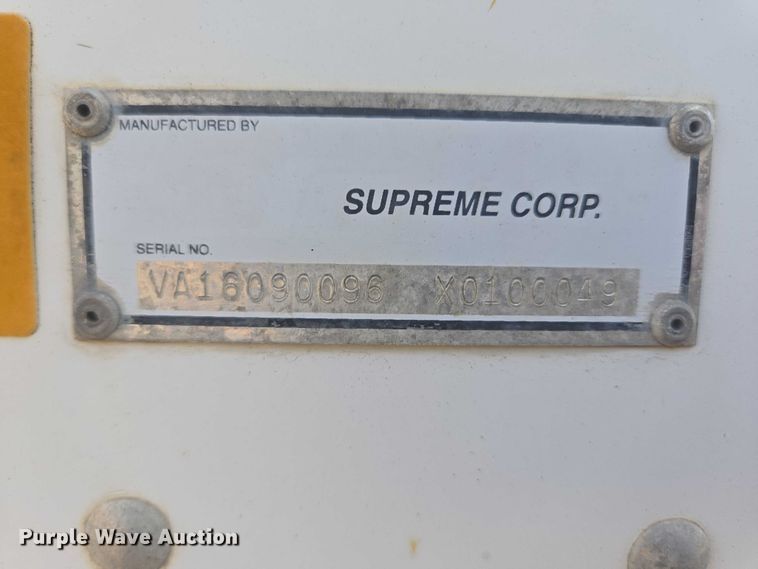 MANUFACTURED BY
SUPREME CORP.
SERIAL NO.
VA16090096 X0100049
Purple Wave Auction